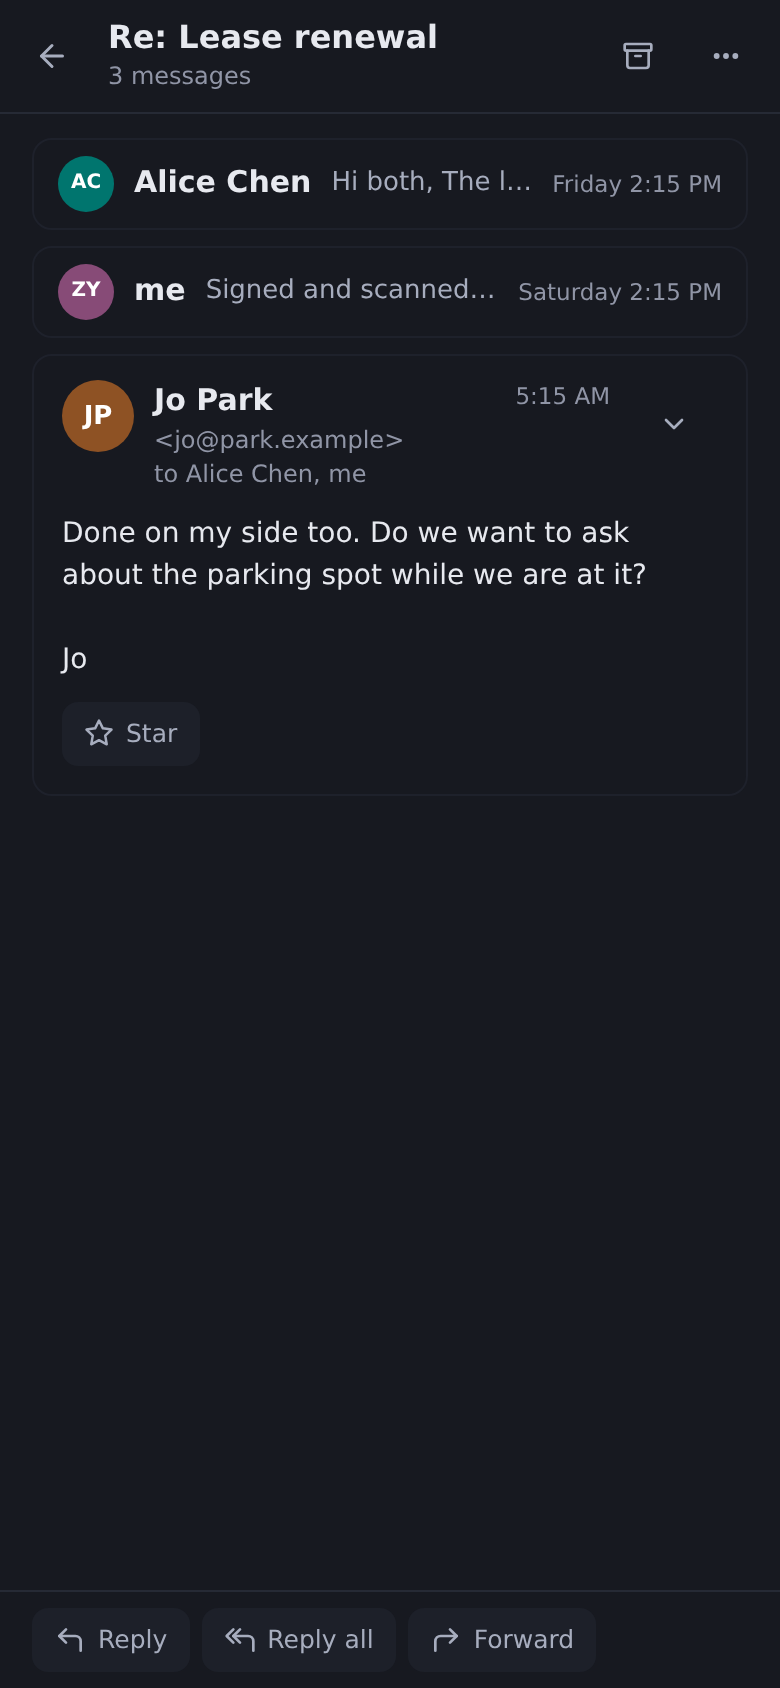 Re: Lease renewal
3 messages
AC Alice Chen Hi both, The l... Friday 2:15 PM
ZY me Signed and scanned... Saturday 2:15 PM
JP Jo Park 5:15 AM
<jo@park.example>
to Alice Chen, me
Done on my side too. Do we want to ask
about the parking spot while we are at it?
Jo
Star
Reply Reply all Forward